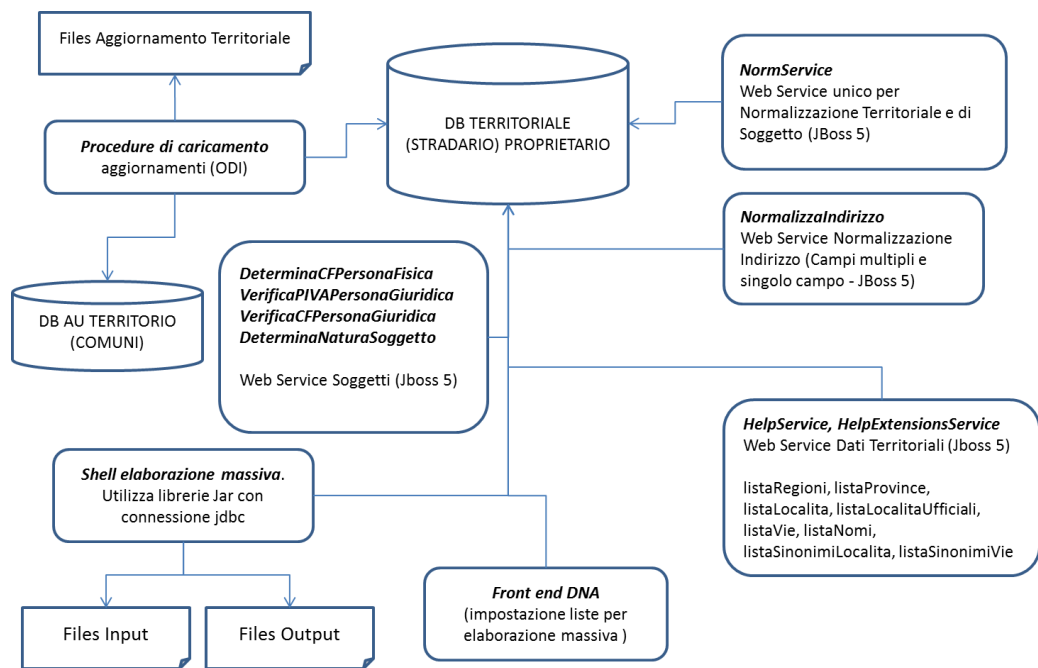 Files Aggiornamento Territoriale
Procedure di caricamento
aggiornamenti (ODI)
DB AU TERRITORIO
(COMUNI)
DB TERRITORIALE
(STRADARIO) PROPRIETARIO
NormService
Web Service unico per
Normalizzazione Territoriale e di
Soggetto (JBoss 5)
NormalizzaIndirizzo
Web Service Normalizzazione
Indirizzo (Campi multipli e
singolo campo - JBoss 5)
DeterminaCFPersonaFisica
VerificaPIVAPersonaGiuridica
VerificaCFPersonaGiuridica
DeterminaNaturaSoggetto
Web Service Soggetti (Jboss 5)
HelpService, HelpExtensionsService
Web Service Dati Territoriali (Jboss 5)
listaRegioni, listaProvince,
listaLocalita, listaLocalitaUfficiali,
listaVie, listaNomi,
listaSinonimiLocalita, listaSinonimiVie
Shell elaborazione massiva.
Utilizza librerie Jar con
connessione jdbc
Files Input
Files Output
Front end DNA
(impostazione liste per
elaborazione massiva )